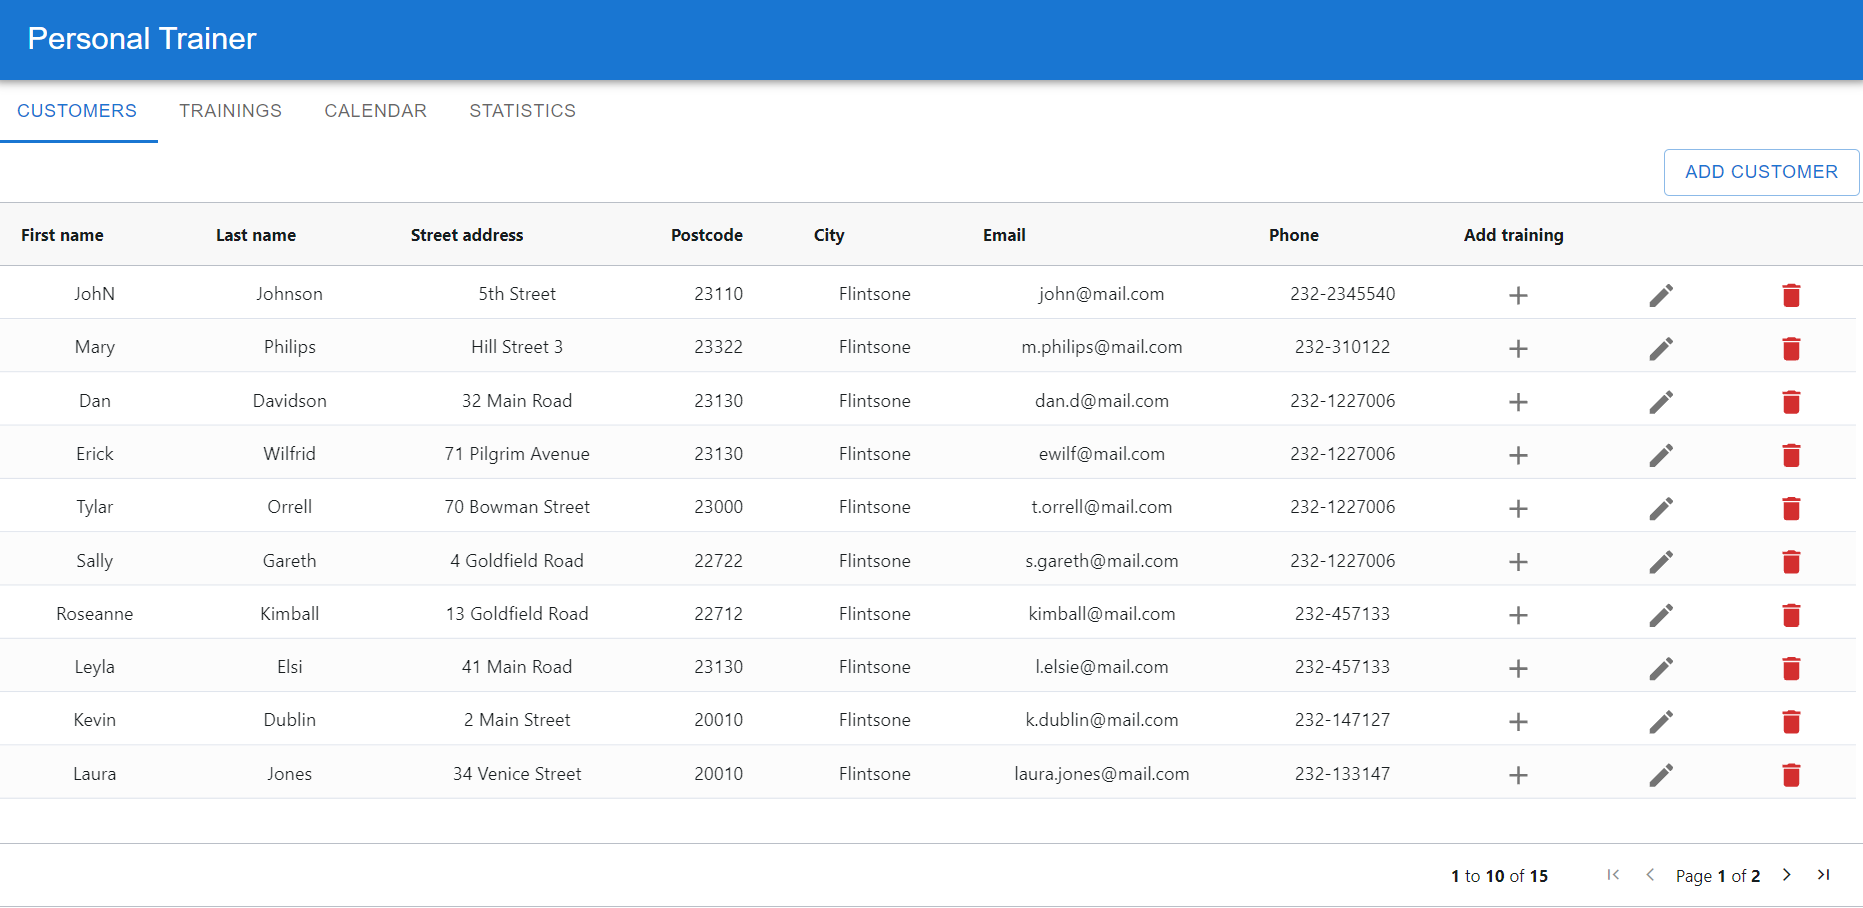 Personal Trainer
CUSTOMERS TRAININGS CALENDAR STATISTICS
ADD CUSTOMER
First name Last name Street address Postcode City Email Phone Add training
JohN Johnson 5th Street 23110 Flintsone john@mail.com 232-2345540
Mary Philips Hill Street 3 23322 Flintsone m.philips@mail.com 232-310122
Dan Davidson 32 Main Road 23130 Flintsone dan.d@mail.com 232-1227006
Erick Wilfrid 71 Pilgrim Avenue 23130 Flintsone ewilf@mail.com 232-1227006
Tylar Orrell 70 Bowman Street 23000 Flintsone t.orrell@mail.com 232-1227006
Sally Gareth 4 Goldfield Road 22722 Flintsone s.gareth@mail.com 232-1227006
Roseanne Kimball 13 Goldfield Road 22712 Flintsone kimball@mail.com 232-457133
Leyla Elsi 41 Main Road 23130 Flintsone l.elsie@mail.com 232-457133
Kevin Dublin 2 Main Street 20010 Flintsone k.dublin@mail.com 232-147127
Laura Jones 34 Venice Street 20010 Flintsone laura.jones@mail.com 232-133147
1 to 10 of 15 Page 1 of 2